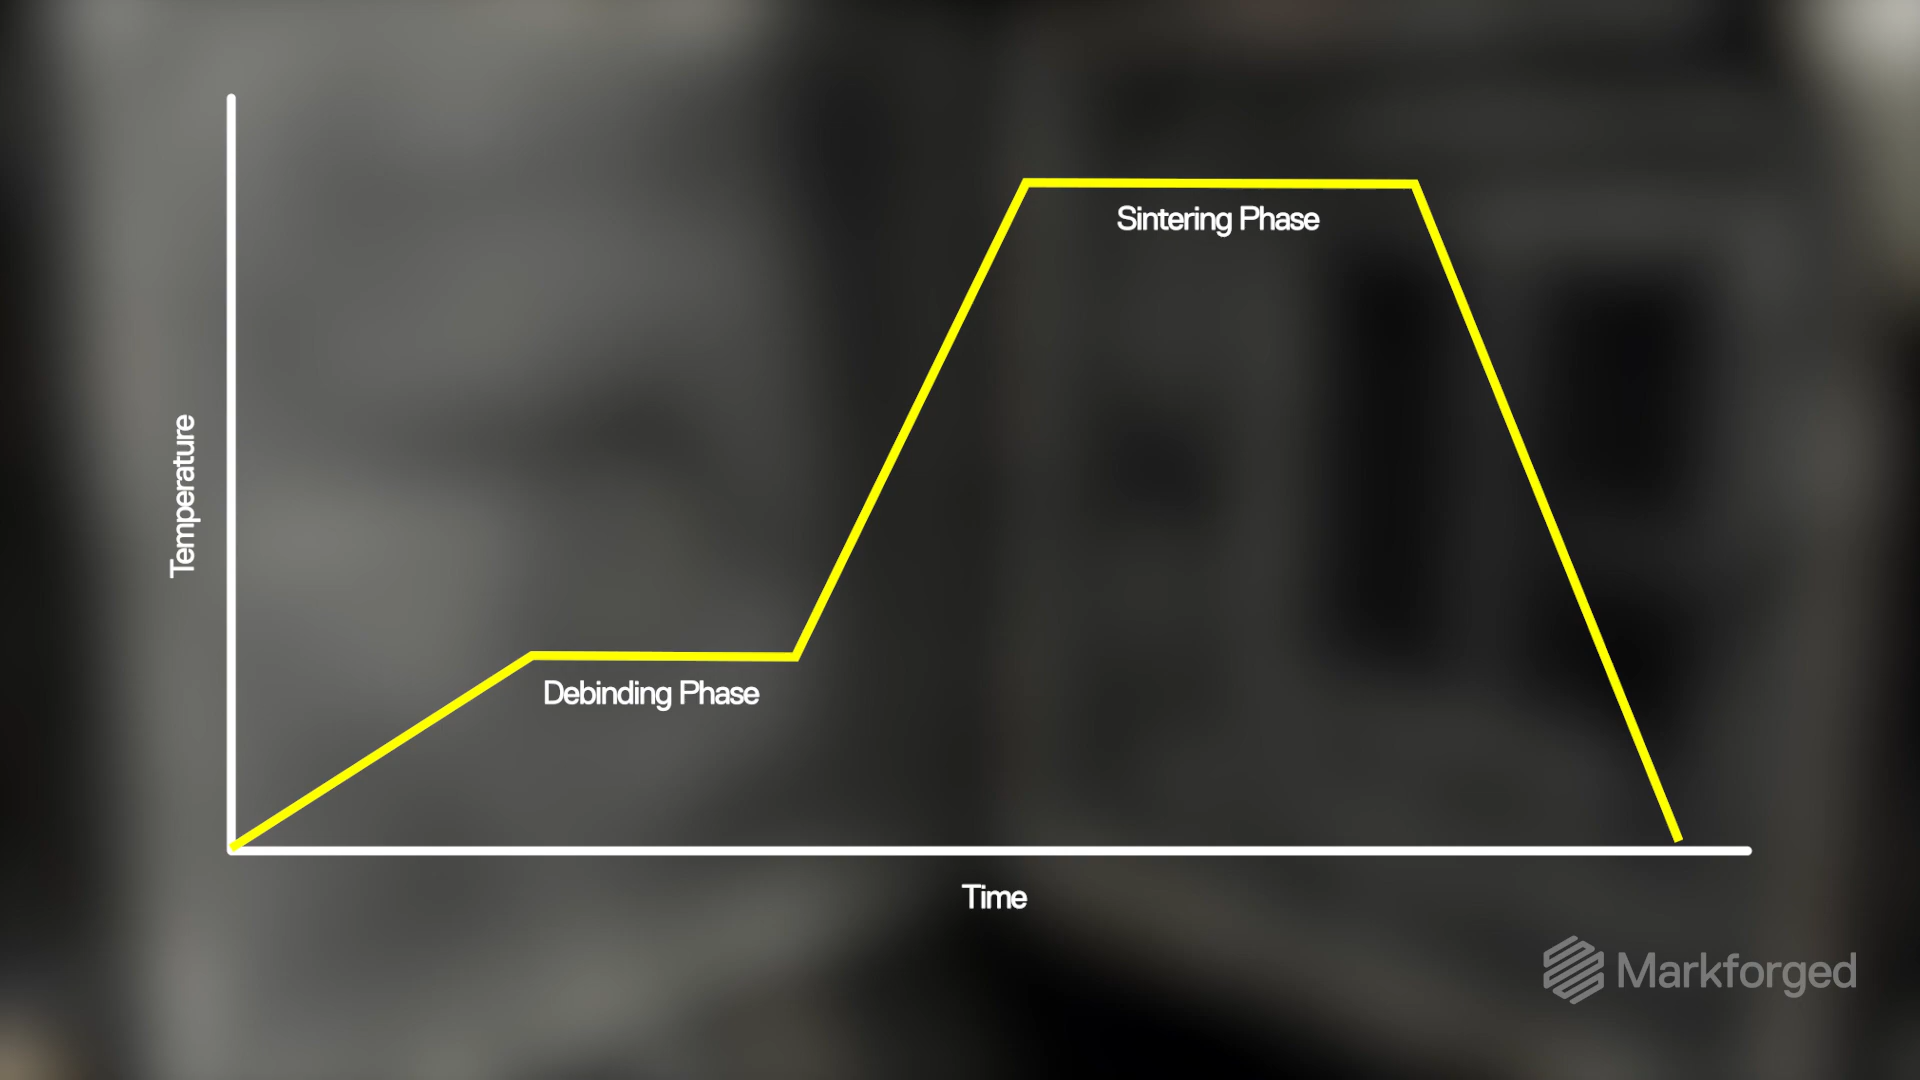 Sintering Phase
Temperature
Debinding Phase
Time
Markforged